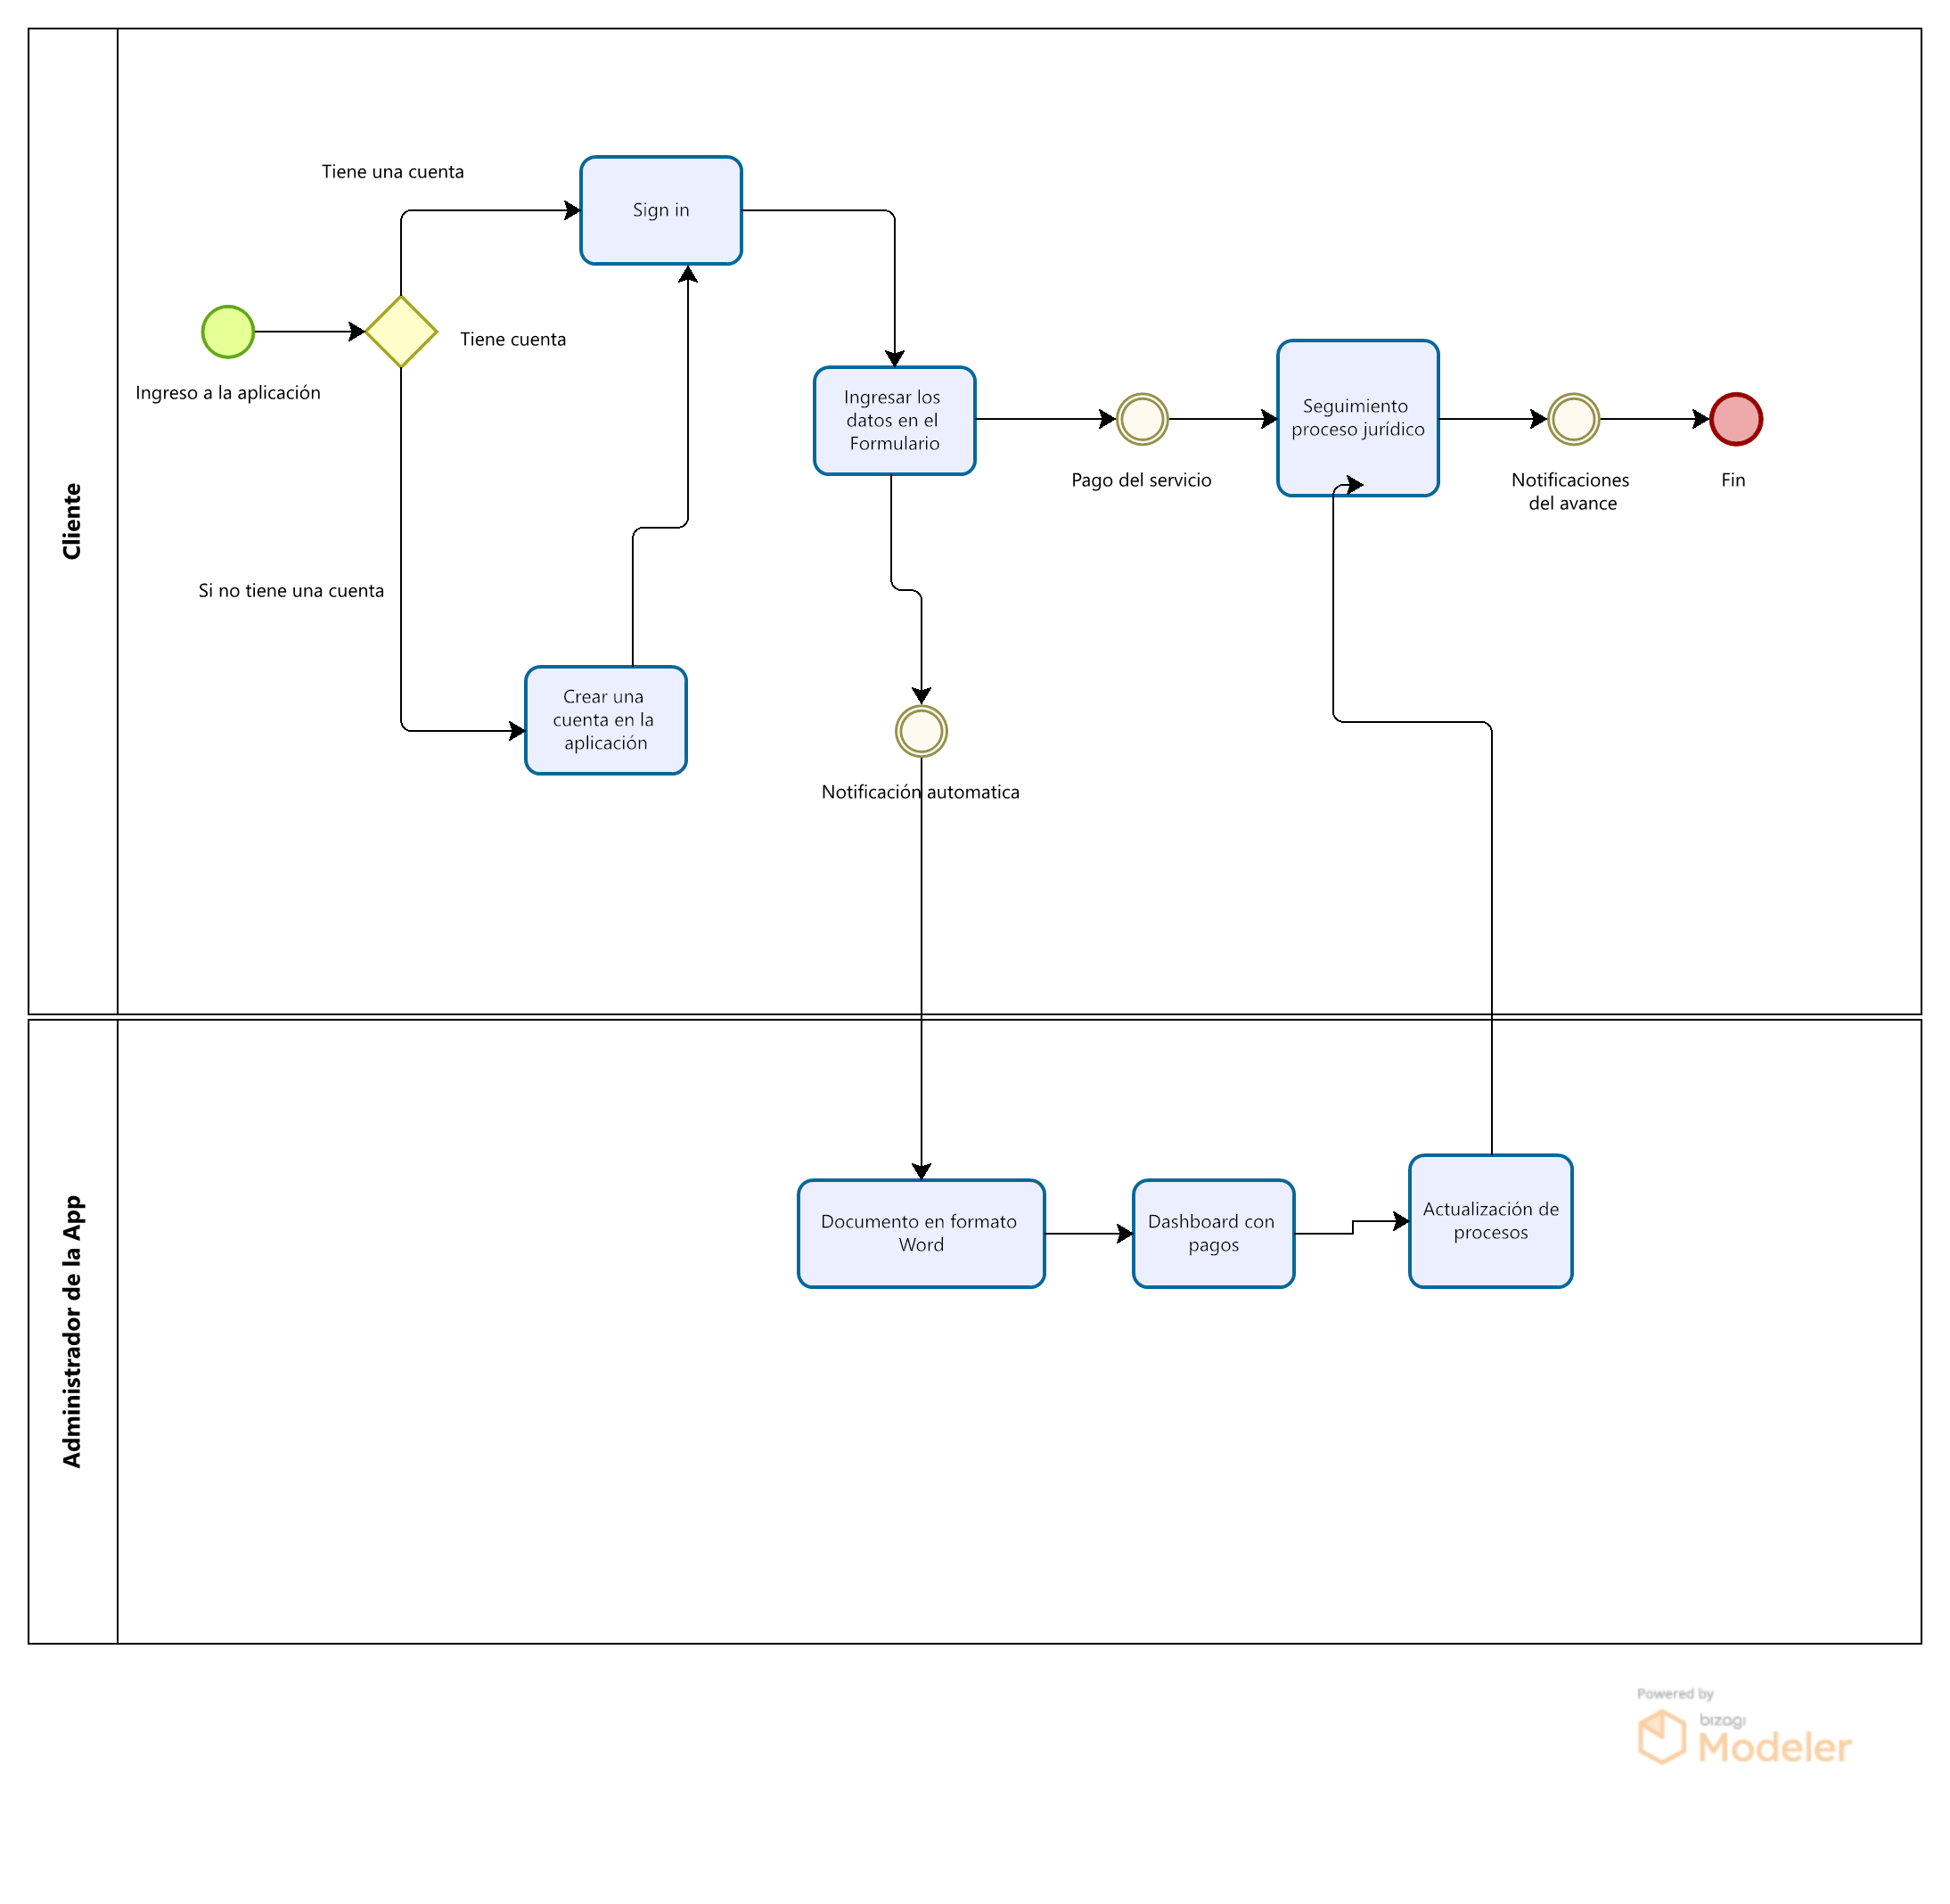 Cliente
Tiene una cuenta
Sign in
Tiene cuenta
Ingreso a la aplicación
Ingresar los
datos en el
Formulario
Pago del servicio
Seguimiento
proceso jurídico
Notificaciones
del avance
Fin
Si no tiene una cuenta
Crear una
cuenta en la
aplicación
Notificación automatica
Administrador de la App
Documento en formato
Word
Dashboard con
pagos
Actualización de
procesos
Powered by
bizagi
Modeler